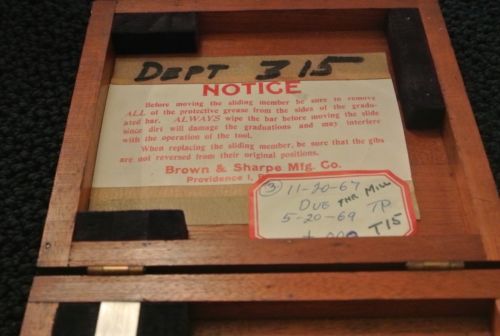 DEPT 315
NOTICE
Before moving the sliding member be sure to remove
ALL of the protective grease from the sides of the gradu-
ated bar. ALWAYS wipe the bar before moving the slide
since dirt will damage the graduations and may interfere
with the operation of the tool.
When replacing the sliding member, be sure that the gibs
are not reversed from their original positions.
Brown & Sharpe Mfg. Co.
Providence 1,
3 11-20-67
DUE THR MILL
5-20-69 TP
T15